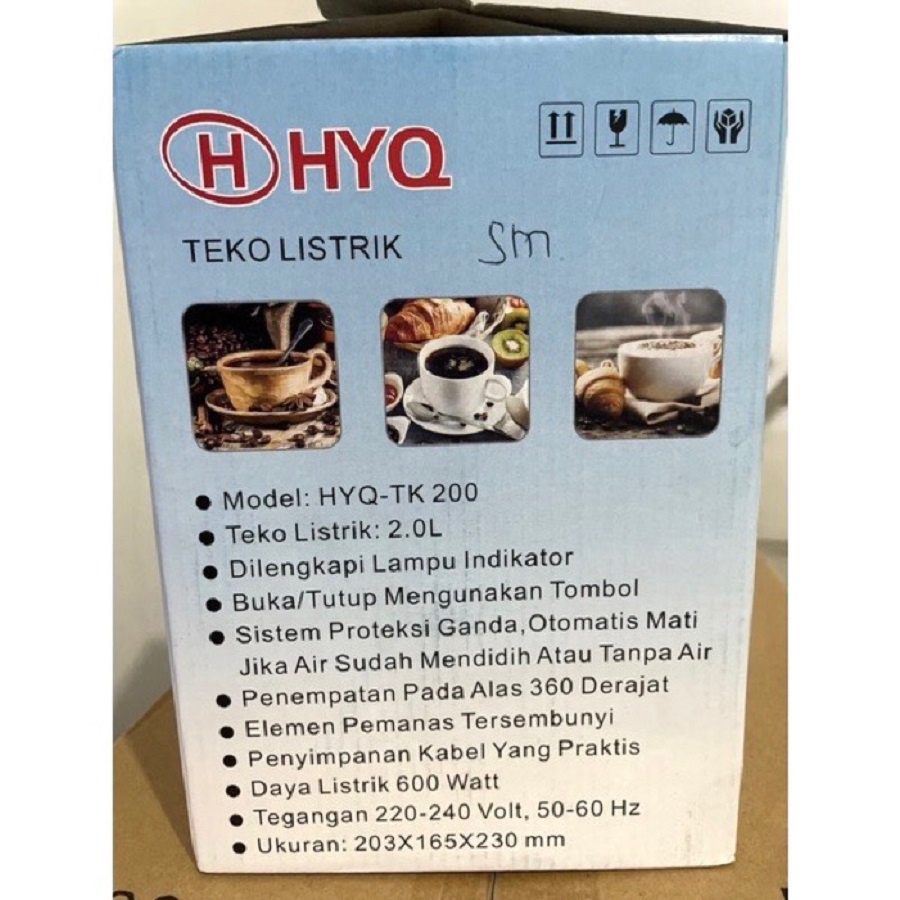 H HYQ
TEKO LISTRIK
Sm
Model: HYQ-TK 200
Teko Listrik: 2.0L
Dilengkapi Lampu Indikator
Buka/Tutup Mengunakan Tombol
Sistem Proteksi Ganda,Otomatis Mati
Jika Air Sudah Mendidih Atau Tanpa Air
Penempatan Pada Alas 360 Derajat
Elemen Pemanas Tersembunyi
Penyimpanan Kabel Yang Praktis
Daya Listrik 600 Watt
Tegangan 220-240 Volt, 50-60 Hz
Ukuran: 203X165X230 mm